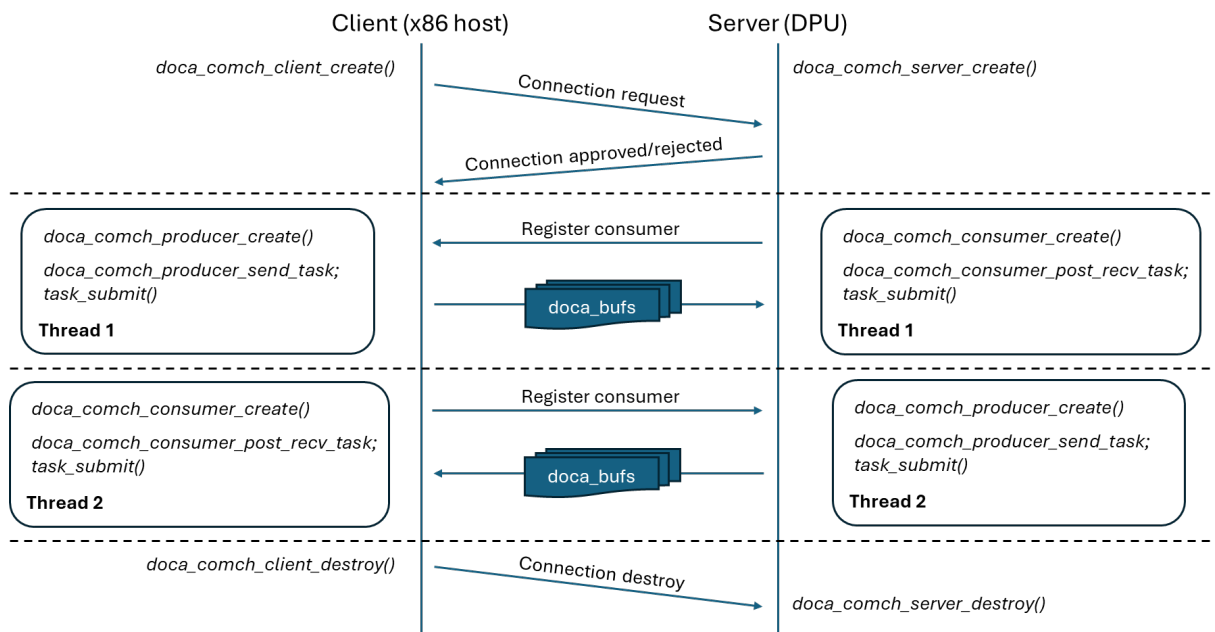 Client (x86 host)
Server (DPU)
doca_comch_client_create()
doca_comch_server_create()
Connection request
Connection approved/rejected
doca_comch_producer_create()
doca_comch_producer_send_task;
task_submit()
Thread 1
Register consumer
doca_bufs
doca_comch_consumer_create()
doca_comch_consumer_post_recv_task;
task_submit()
Thread 1
doca_comch_consumer_create()
doca_comch_consumer_post_recv_task;
task_submit()
Thread 2
Register consumer
doca_bufs
doca_comch_producer_create()
doca_comch_producer_send_task;
task_submit()
Thread 2
doca_comch_client_destroy()
Connection destroy
doca_comch_server_destroy()